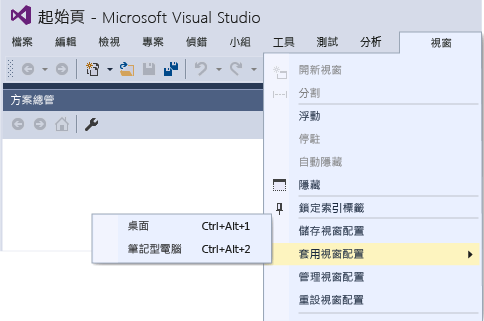 起始頁 - Microsoft Visual Studio
檔案 編輯 檢視 專案 偵錯 小組 工具 測試 分析 視窗
開新視窗
分割
方案總管
浮動
停駐
自動隱藏
隱藏
鎖定索引標籤
儲存視窗配置
桌面 Ctrl+Alt+1
筆記型電腦 Ctrl+Alt+2
套用視窗配置
管理視窗配置
重設視窗配置